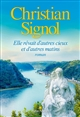 Christian
Signol
Elle rêvait d'autres cieux
et d'autres matins
roman